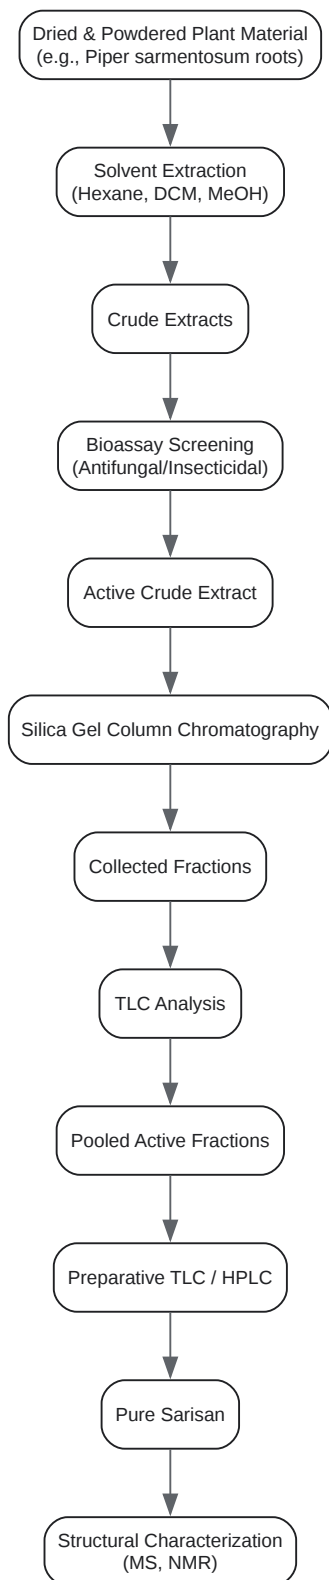 Dried & Powdered Plant Material
(e.g., Piper sarmentosum roots)
Solvent Extraction
(Hexane, DCM, MeOH)
Crude Extracts
Bioassay Screening
(Antifungal/Insecticidal)
Active Crude Extract
Silica Gel Column Chromatography
Collected Fractions
TLC Analysis
Pooled Active Fractions
Preparative TLC / HPLC
Pure Sarisan
Structural Characterization
(MS, NMR)